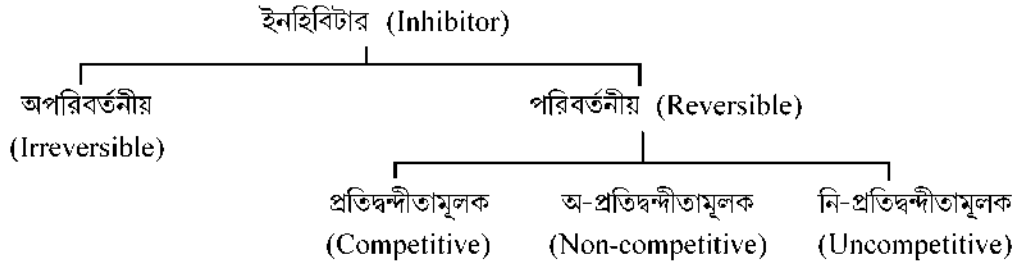 ইনহিবিটার (Inhibitor)
অপরিবর্তনীয় পরিবর্তনীয় (Reversible)
(Irreversible)
প্রতিদ্বন্দীতামূলক অ-প্রতিদ্বন্দীতামূলক নি-প্রতিদ্বন্দীতামূলক
(Competitive) (Non-competitive) (Uncompetitive)